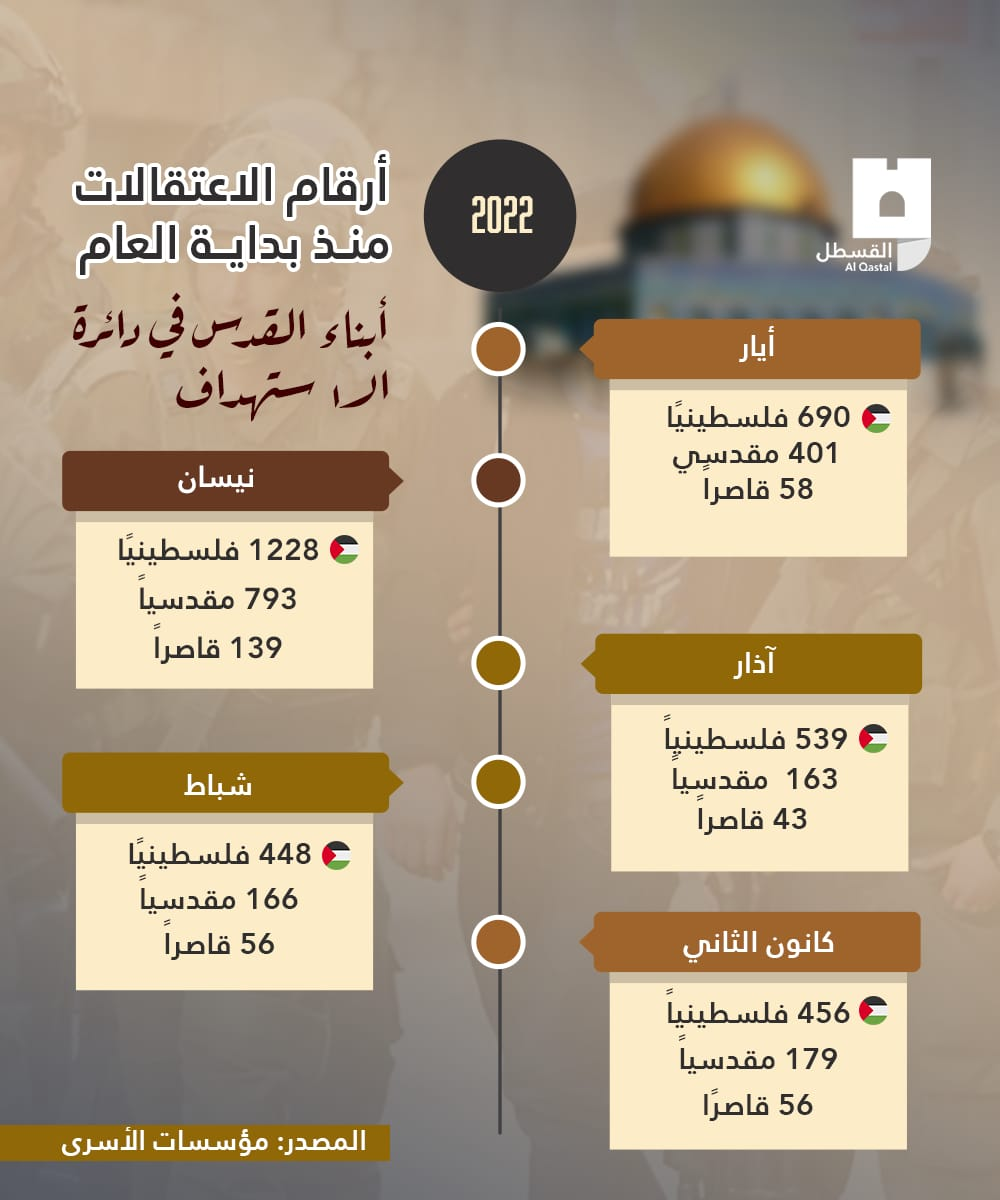 القسطل
Al Qastal
2022
أرقام الاعتقالات
منذ بداية العام
أبناء القدس في دائرة
الاستهداف
أيار
690 فلسطينيًا
401 مقدسي
58 قاصراً
نيسان
1228 فلسطينيًا
793 مقدسياً
139 قاصراً
آذار
539 فلسطينياً
163 مقدسياً
43 قاصراً
شباط
448 فلسطينيًا
166 مقدسياً
56 قاصراً
كانون الثاني
456 فلسطينياً
179 مقدسياً
56 قاصرًا
المصدر: مؤسسات الأسرى